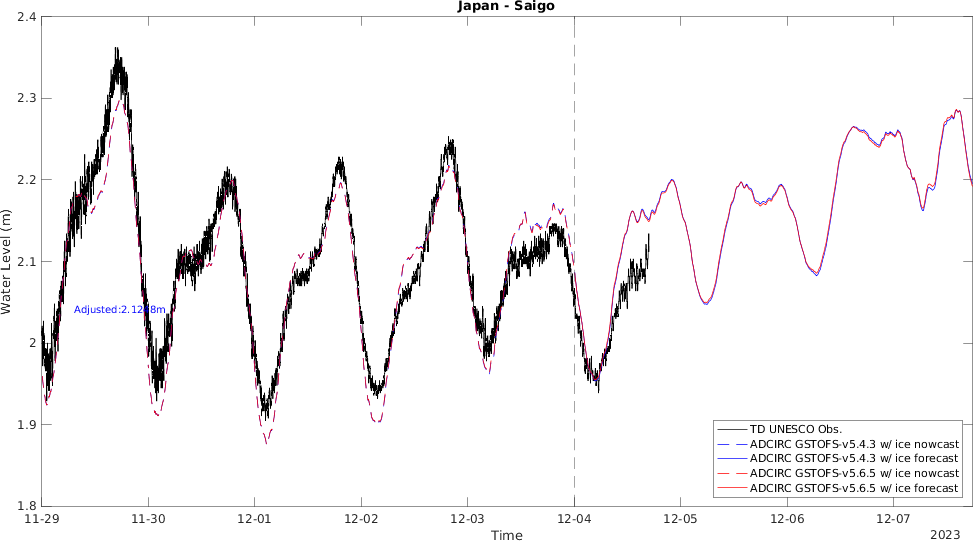 Japan - Saigo
2.4
2.3
2.2
2.1
2
1.9
1.8
Water Level (m)
Adjusted:2.1268m
TD UNESCO Obs.
ADCIRC GSTOFS-v5.4.3 w/ ice nowcast
ADCIRC GSTOFS-v5.4.3 w/ ice forecast
ADCIRC GSTOFS-v5.6.5 w/ ice nowcast
ADCIRC GSTOFS-v5.6.5 w/ ice forecast
11-29 11-30 12-01 12-02 12-03 12-04 12-05 12-06 12-07
Time
2023